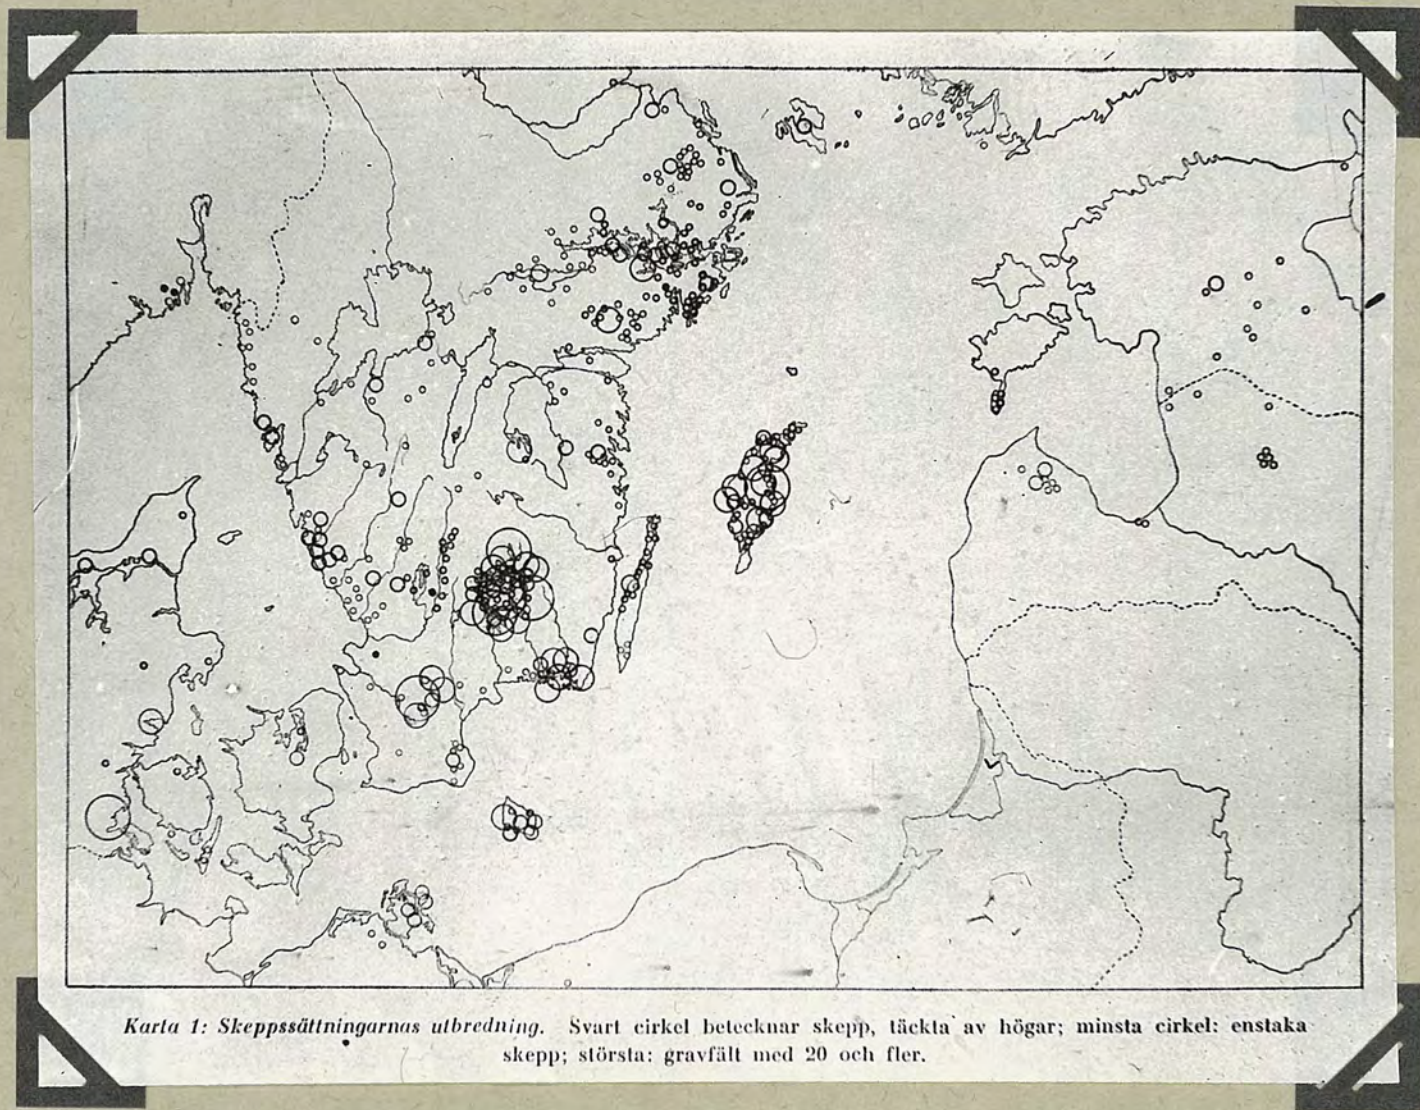 Karta 1: Skeppssättningarnas utbredning. Svart cirkel betecknar skepp, täckta av högar; minsta cirkel: enstaka
skepp; största: gravfält med 20 och fler.